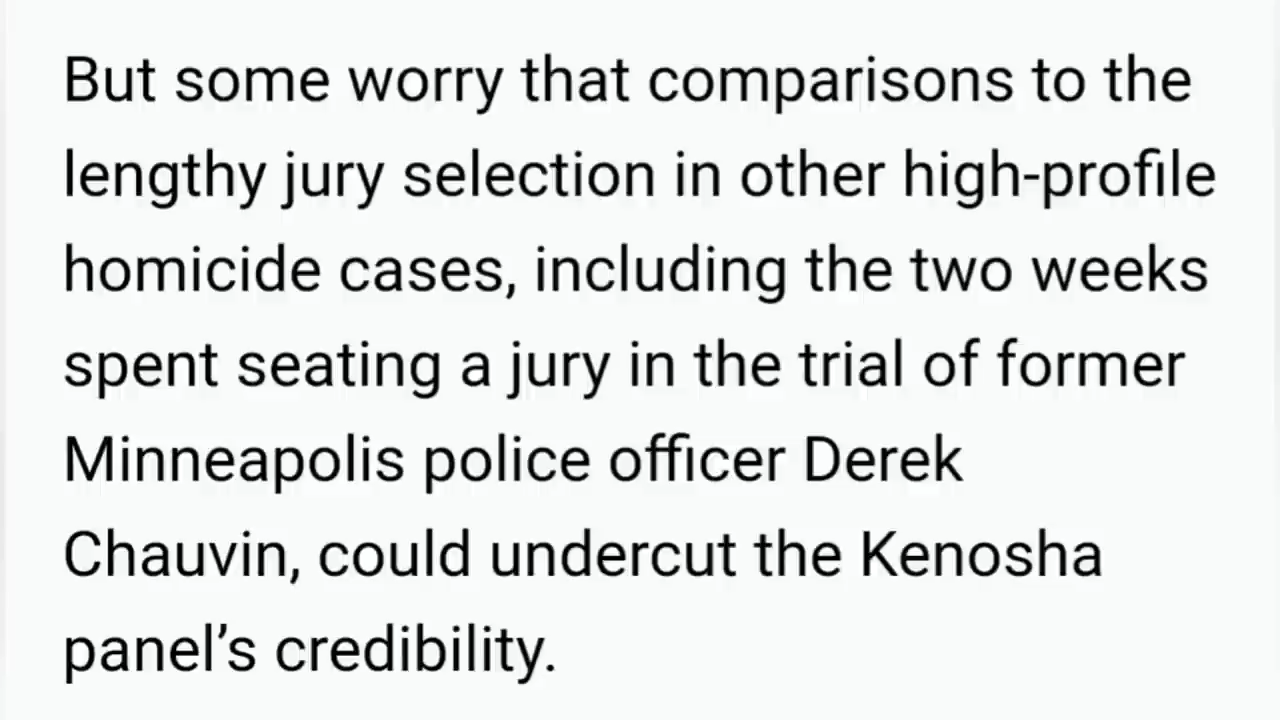 But some worry that comparisons to the
lengthy jury selection in other high-profile
homicide cases, including the two weeks
spent seating a jury in the trial of former
Minneapolis police officer Derek
Chauvin, could undercut the Kenosha
panel’s credibility.